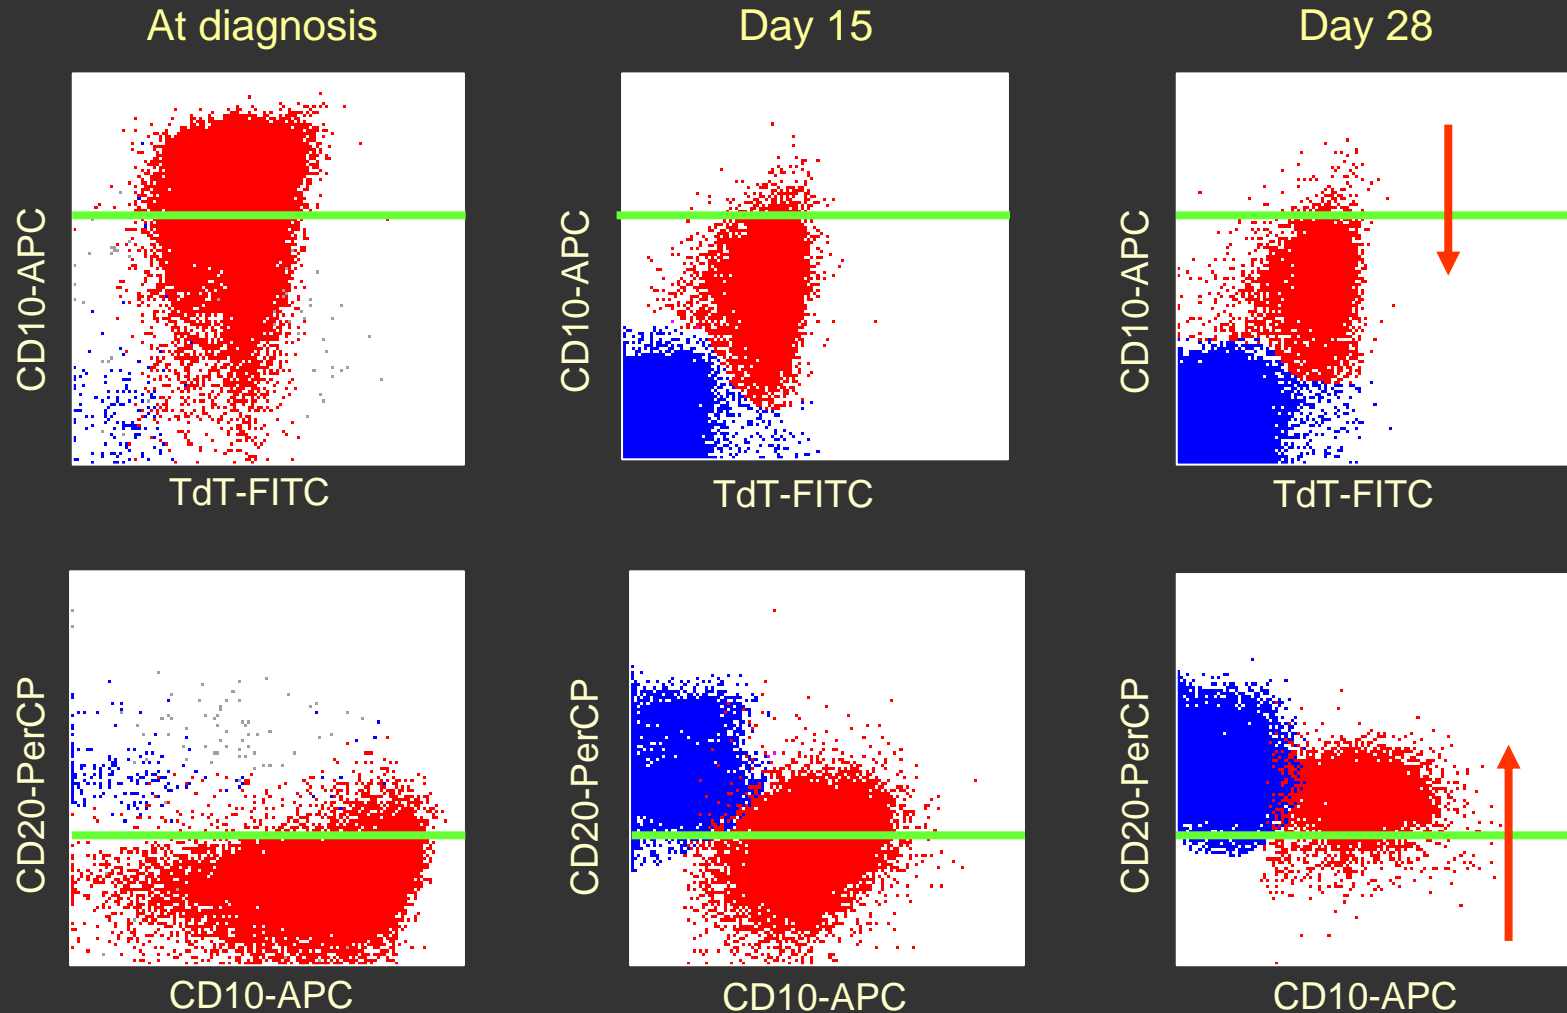 At diagnosis
Day 15
Day 28
CD10-APC
CD10-APC
CD10-APC
TdT-FITC
TdT-FITC
TdT-FITC
CD20-PerCP
CD20-PerCP
CD20-PerCP
CD10-APC
CD10-APC
CD10-APC